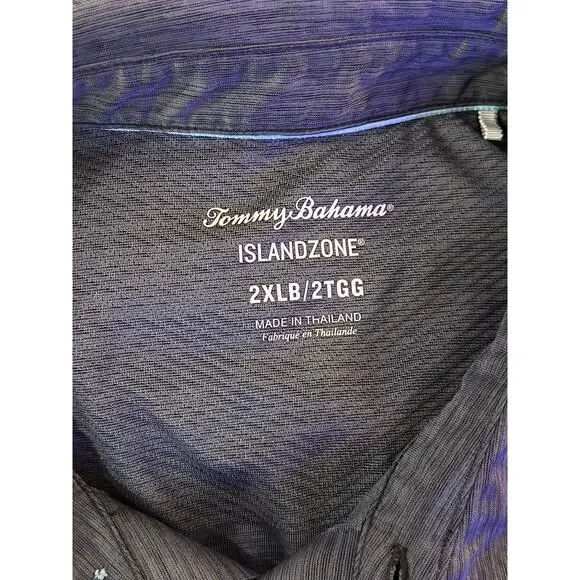 Tommy Bahama®
ISLANDZONE®
2XLB/2TGG
MADE IN THAILAND
Fabriqué en Thaïlande